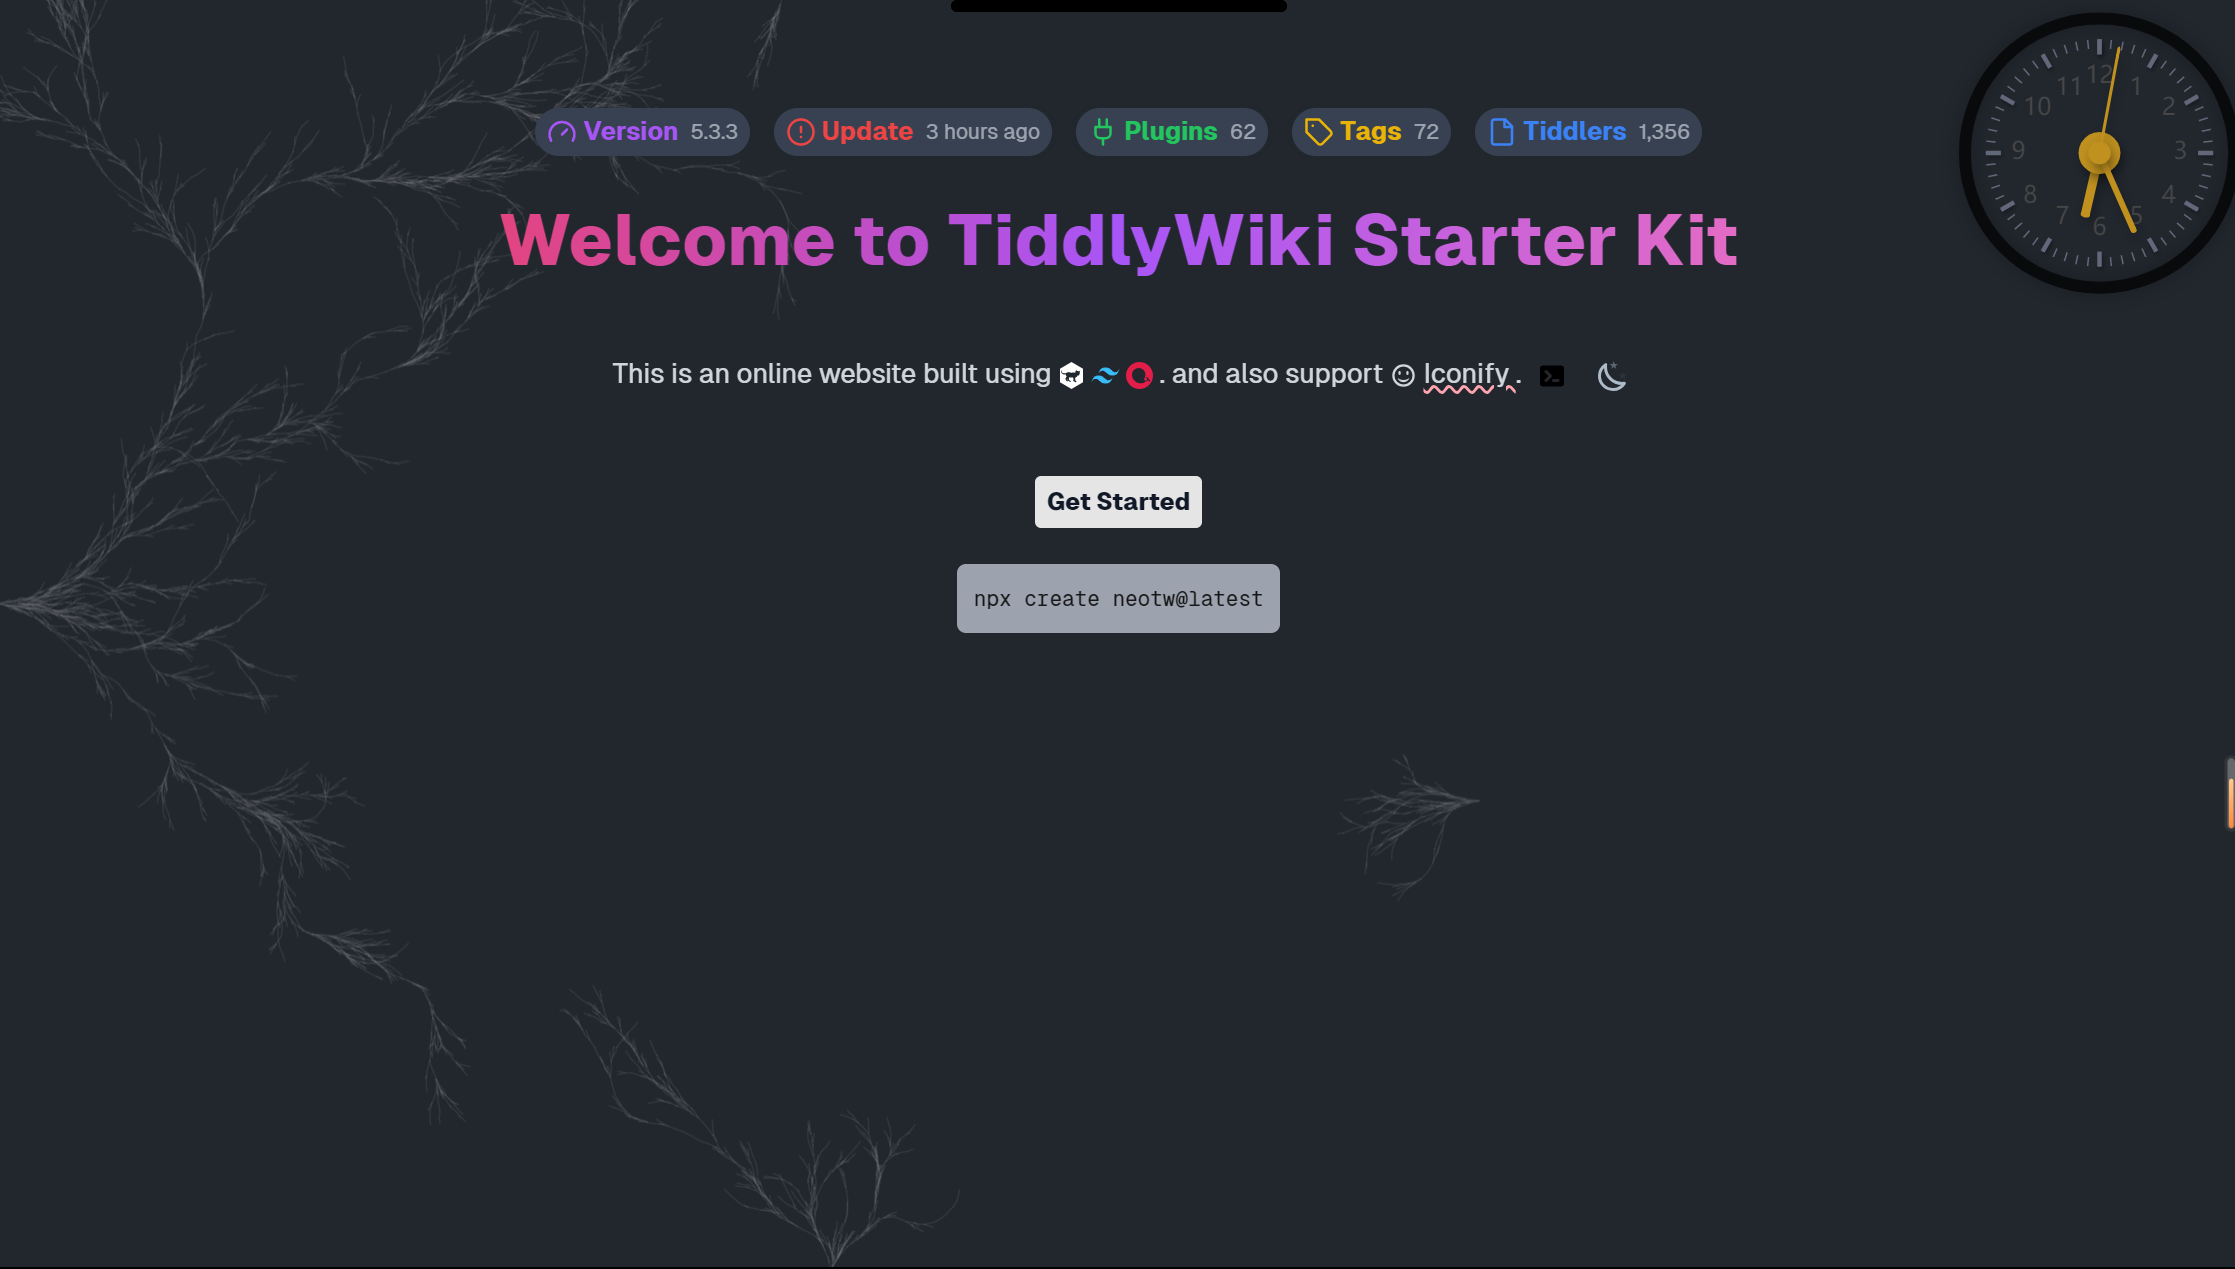 Version 5.3.3 Update 3 hours ago Plugins 62 Tags 72 Tiddlers 1,356
Welcome to TiddlyWiki Starter Kit
This is an online website built using . and also support Iconify .
Get Started
npx create neotw@latest
12
11 1
10 2
9 3
8 4
7 5
6